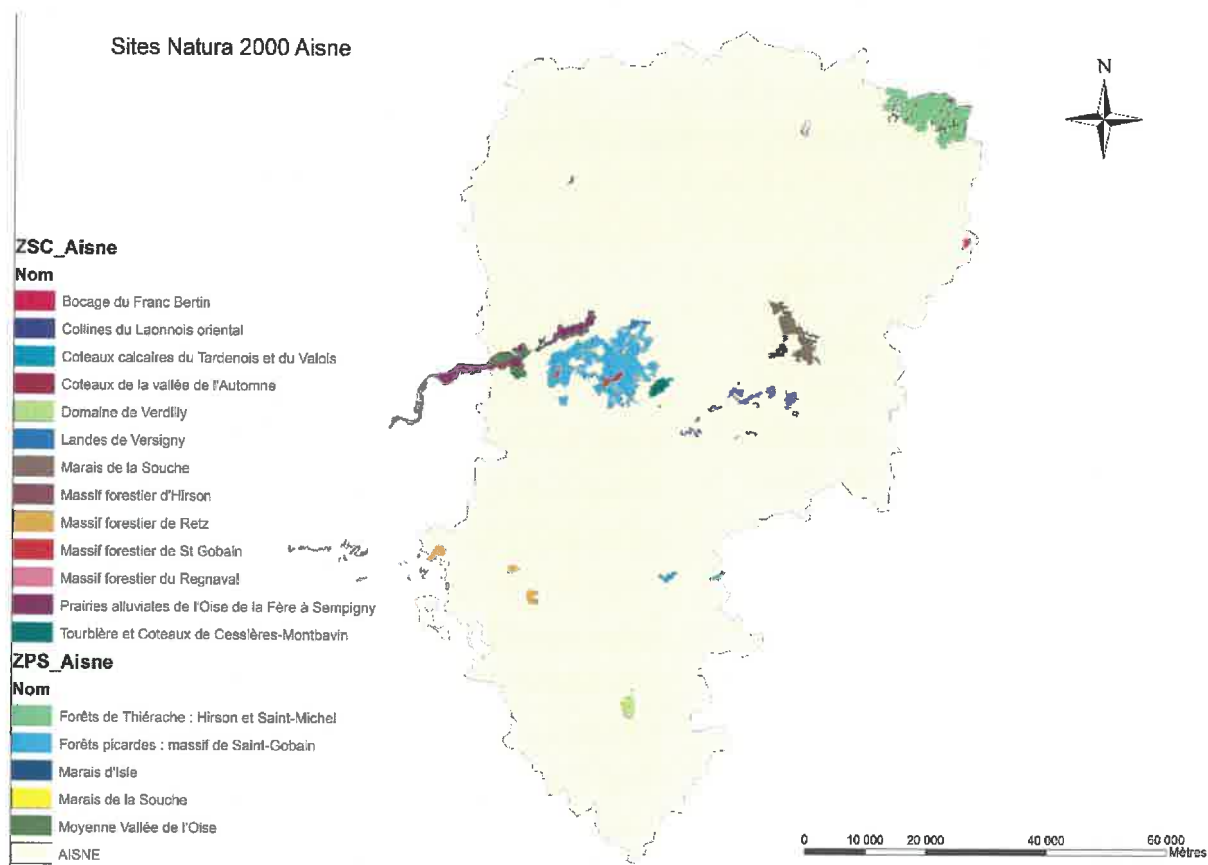 Sites Natura 2000 Aisne
N
ZSC_Aisne
Nom
Bocage du Franc Bertin
Collines du Laonnois oriental
Coteaux calcaires du Tardenois et du Valois
Coteaux de la vallée de l'Automne
Domaine de Verdilly
Landes de Versigny
Marais de la Souche
Massif forestier d'Hirson
Massif forestier de Retz
Massif forestier de St Gobain
Massif forestier du Regnaval
Prairies alluviales de l'Oise de la Fère à Sempigny
Tourbière et Coteaux de Cessières-Montbavin
ZPS_Aisne
Nom
Forêts de Thiérache : Hirson et Saint-Michel
Forêts picardes : massif de Saint-Gobain
Marais d'Isle
Marais de la Souche
Moyenne Vallée de l'Oise
AISNE
0 10 000 20 000 40 000 60 000
Mètres